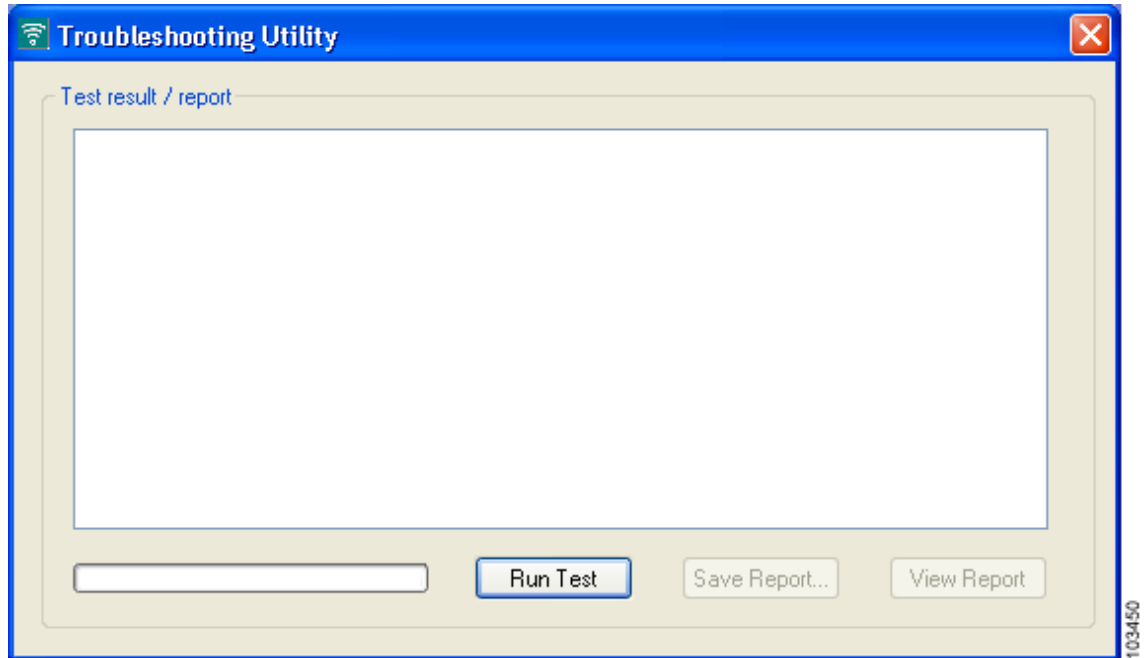 Troubleshooting Utility
Test result / report
Run Test
Save Report...
View Report
103450